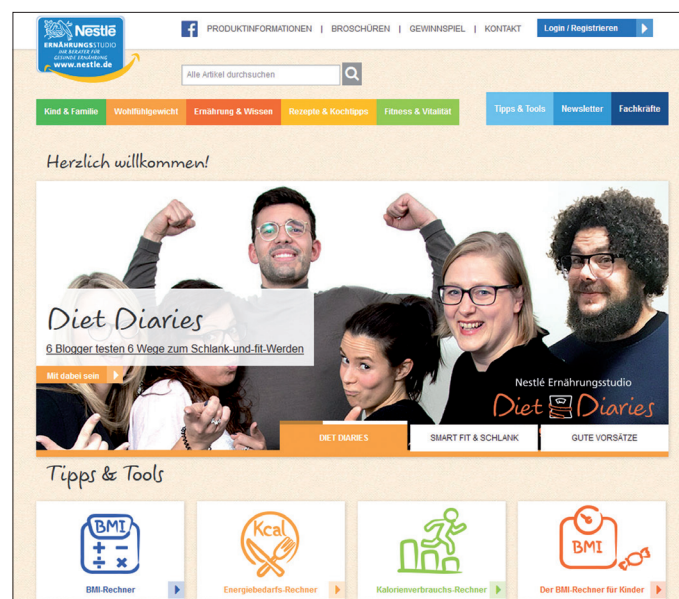 Nestlé
ERNÄHRUNGSSTUDIO
IHR BERATER FÜR
GESUNDE ERNÄHRUNG
www.nestle.de
PRODUKTINFORMATIONEN | BROSCHÜREN | GEWINNSPIEL | KONTAKT
Login / Registrieren
Alle Artikel durchsuchen
Kind & Familie
Wohlfühlgewicht
Ernährung & Wissen
Rezepte & Kochtipps
Fitness & Vitalität
Tipps & Tools
Newsletter
Fachkräfte
Herzlich willkommen!
Diet Diaries
6 Blogger testen 6 Wege zum Schlank-und-fit-Werden
Mit dabei sein
Nestlé Ernährungsstudio
Diet Diaries
DIET DIARIES
SMART FIT & SCHLANK
GUTE VORSÄTZE
Tipps & Tools
BMI
Kcal
BMI
BMI-Rechner
Energiebedarfs-Rechner
Kalorienverbrauchs-Rechner
Der BMI-Rechner für Kinder